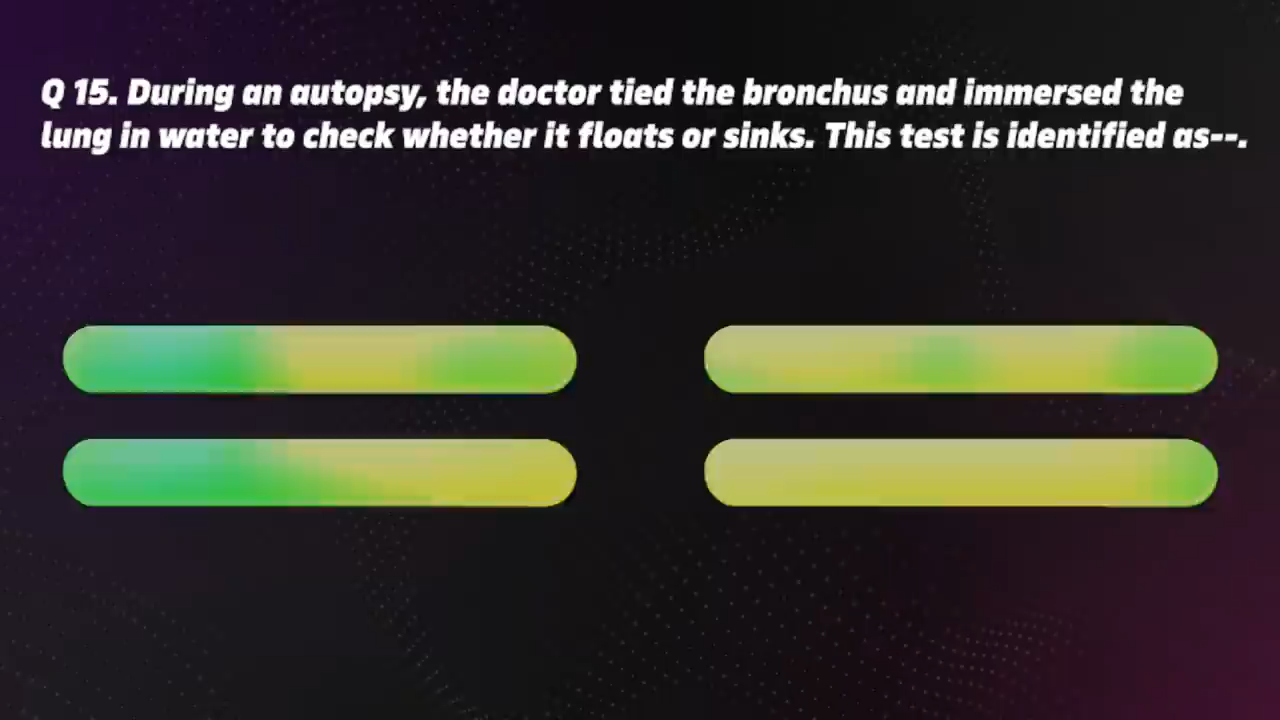 Q 15. During an autopsy, the doctor tied the bronchus and immersed the
lung in water to check whether it floats or sinks. This test is identified as--.